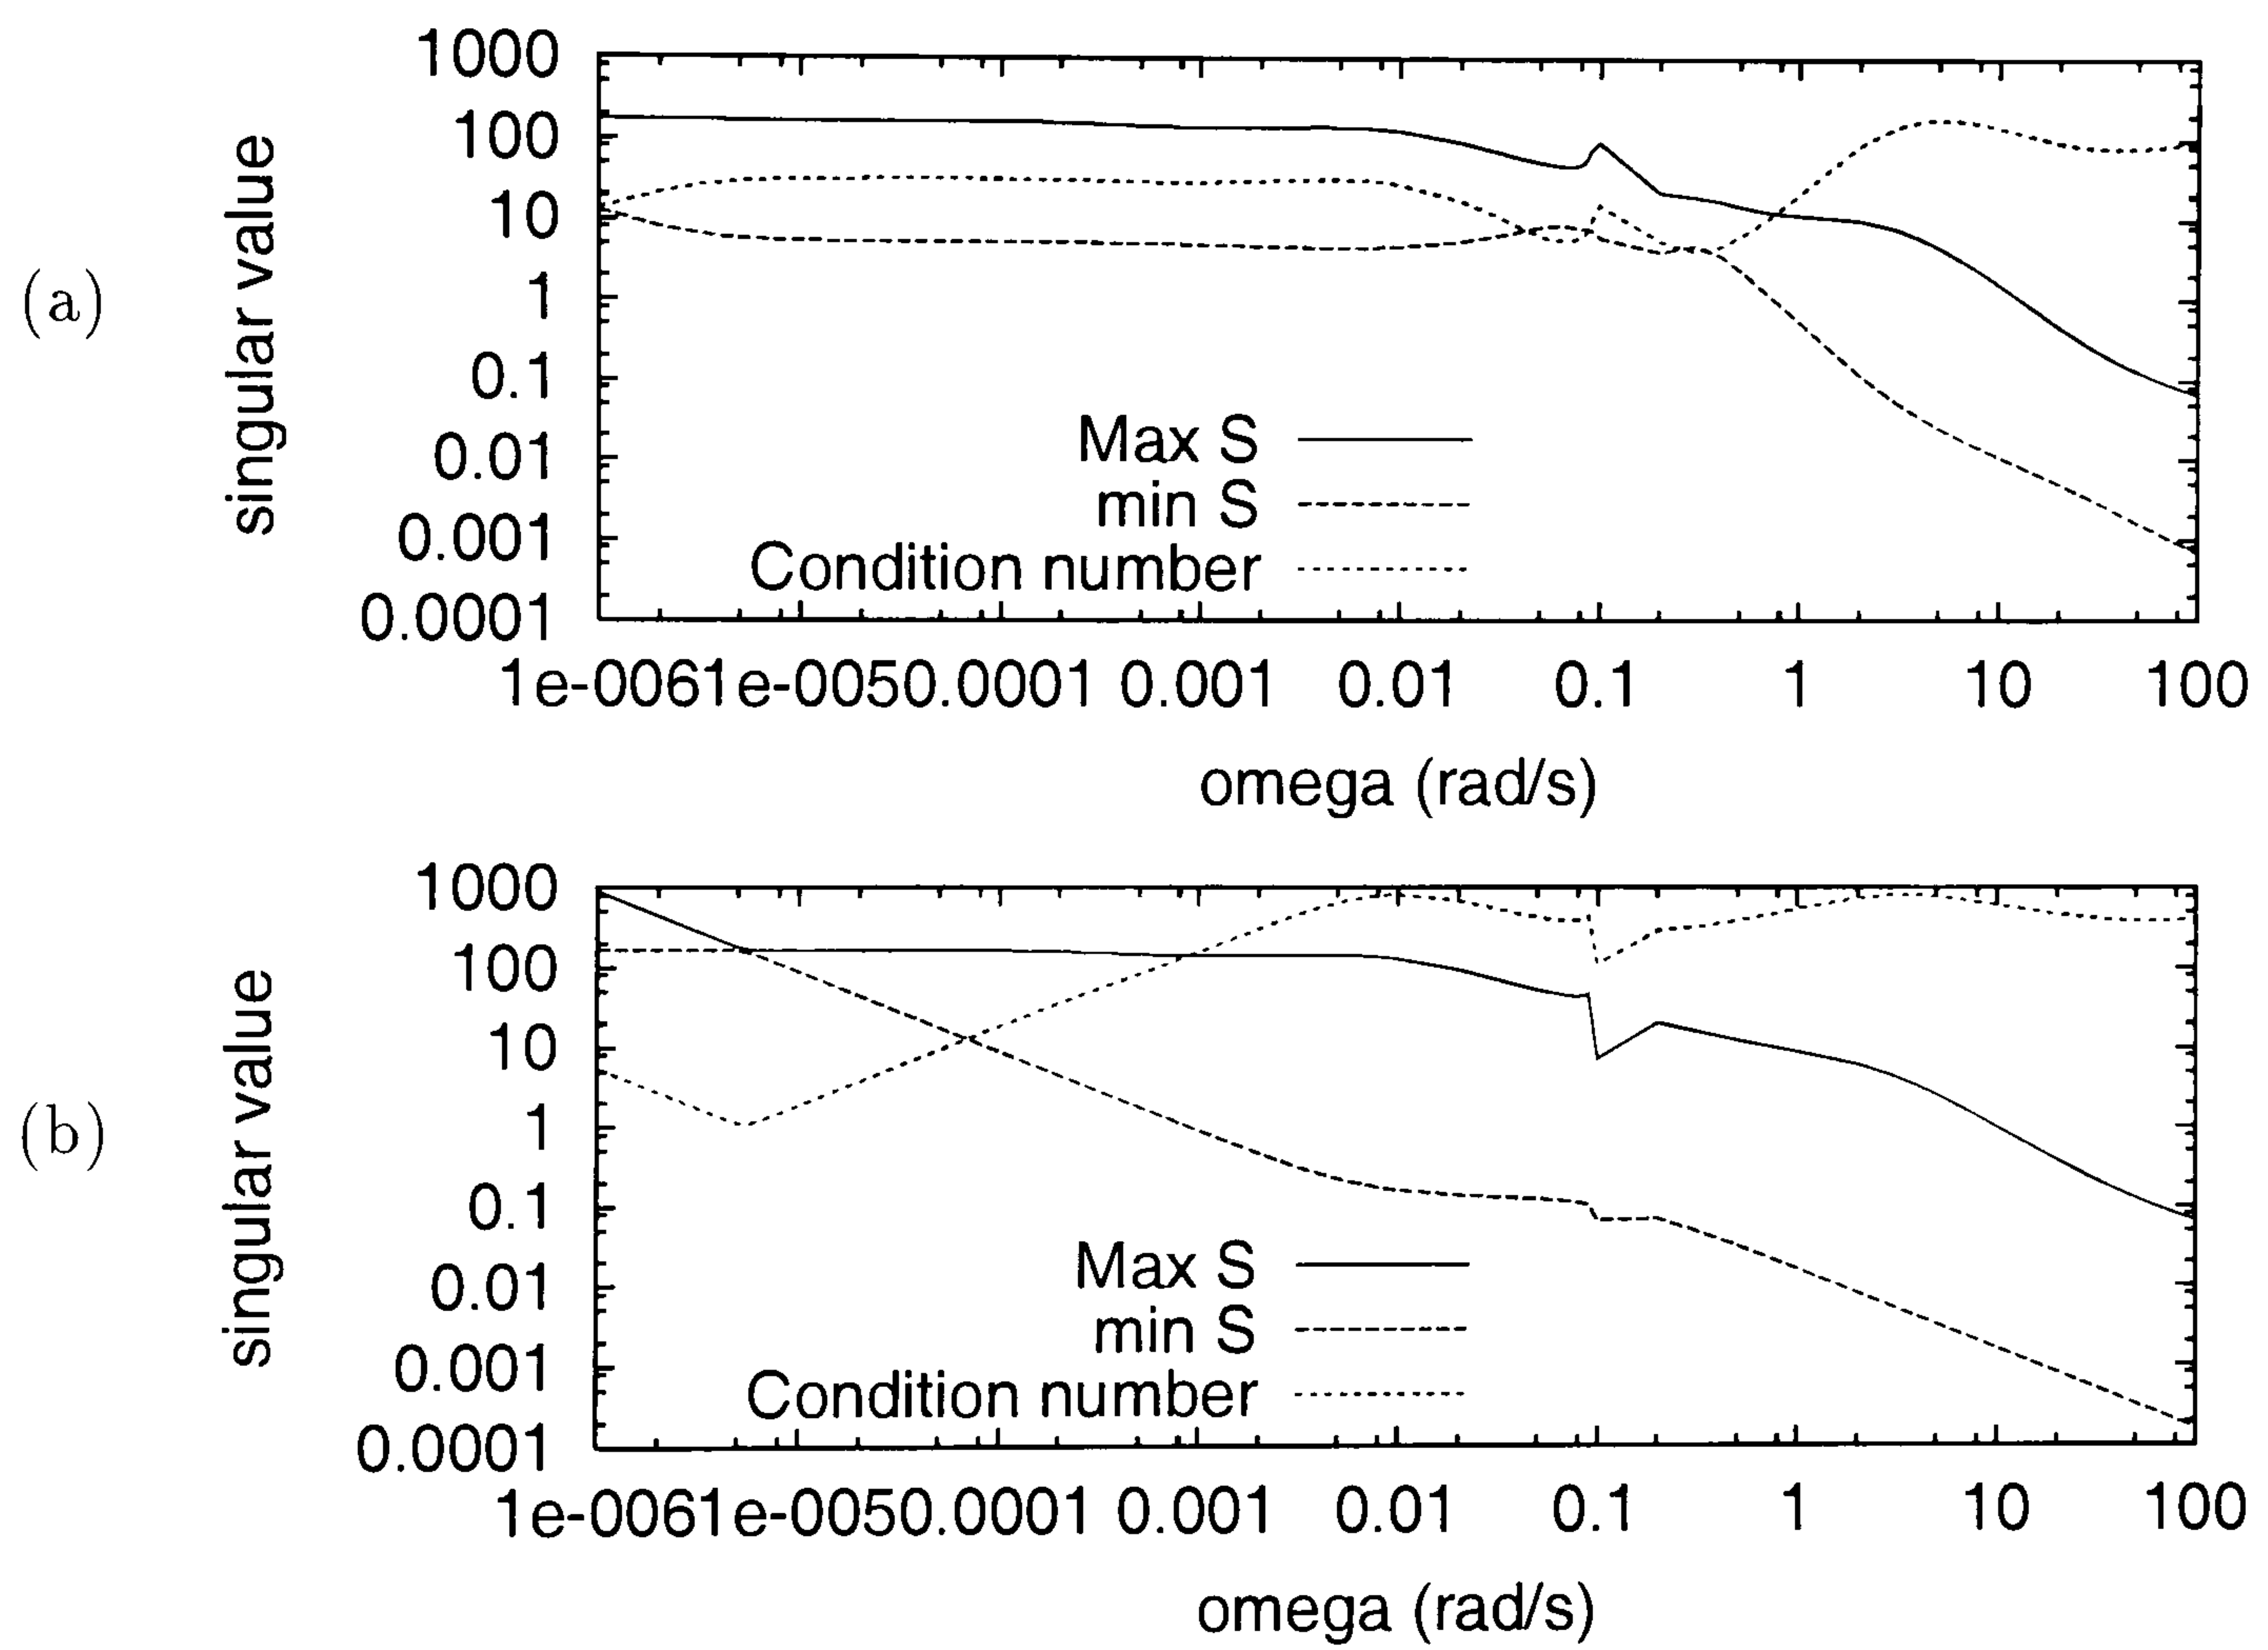 (a)
singular value
1000
100
10
1
0.1
0.01
0.001
0.0001
Max S
min S
Condition number
1e-0061e-0050.0001 0.001 0.01 0.1 1 10 100
omega (rad/s)
(b)
singular value
1000
100
10
1
0.1
0.01
0.001
0.0001
Max S
min S
Condition number
1e-0061e-0050.0001 0.001 0.01 0.1 1 10 100
omega (rad/s)